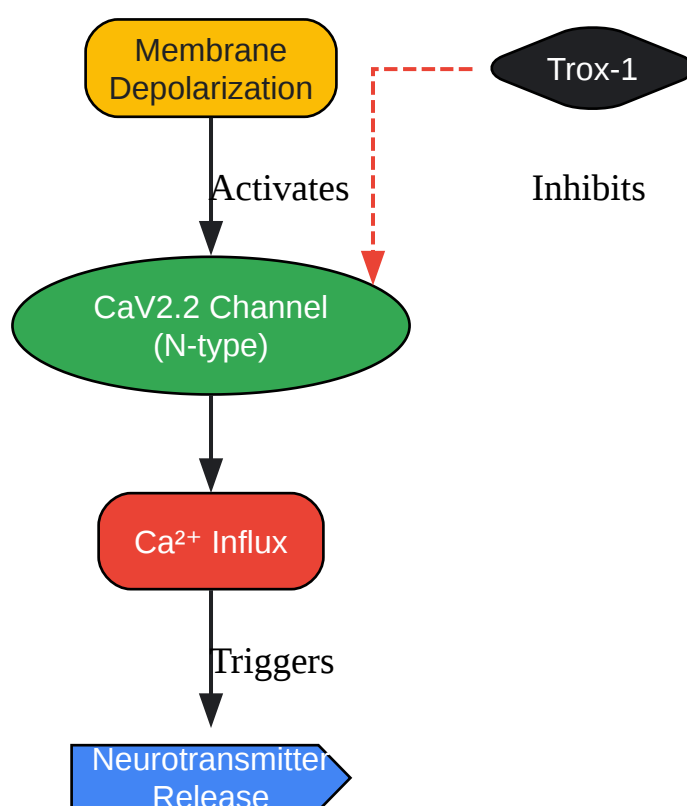 Membrane
Depolarization
Trox-1
Activates
Inhibits
CaV2.2 Channel
(N-type)
Ca²⁺ Influx
Triggers
Neurotransmitter
Release